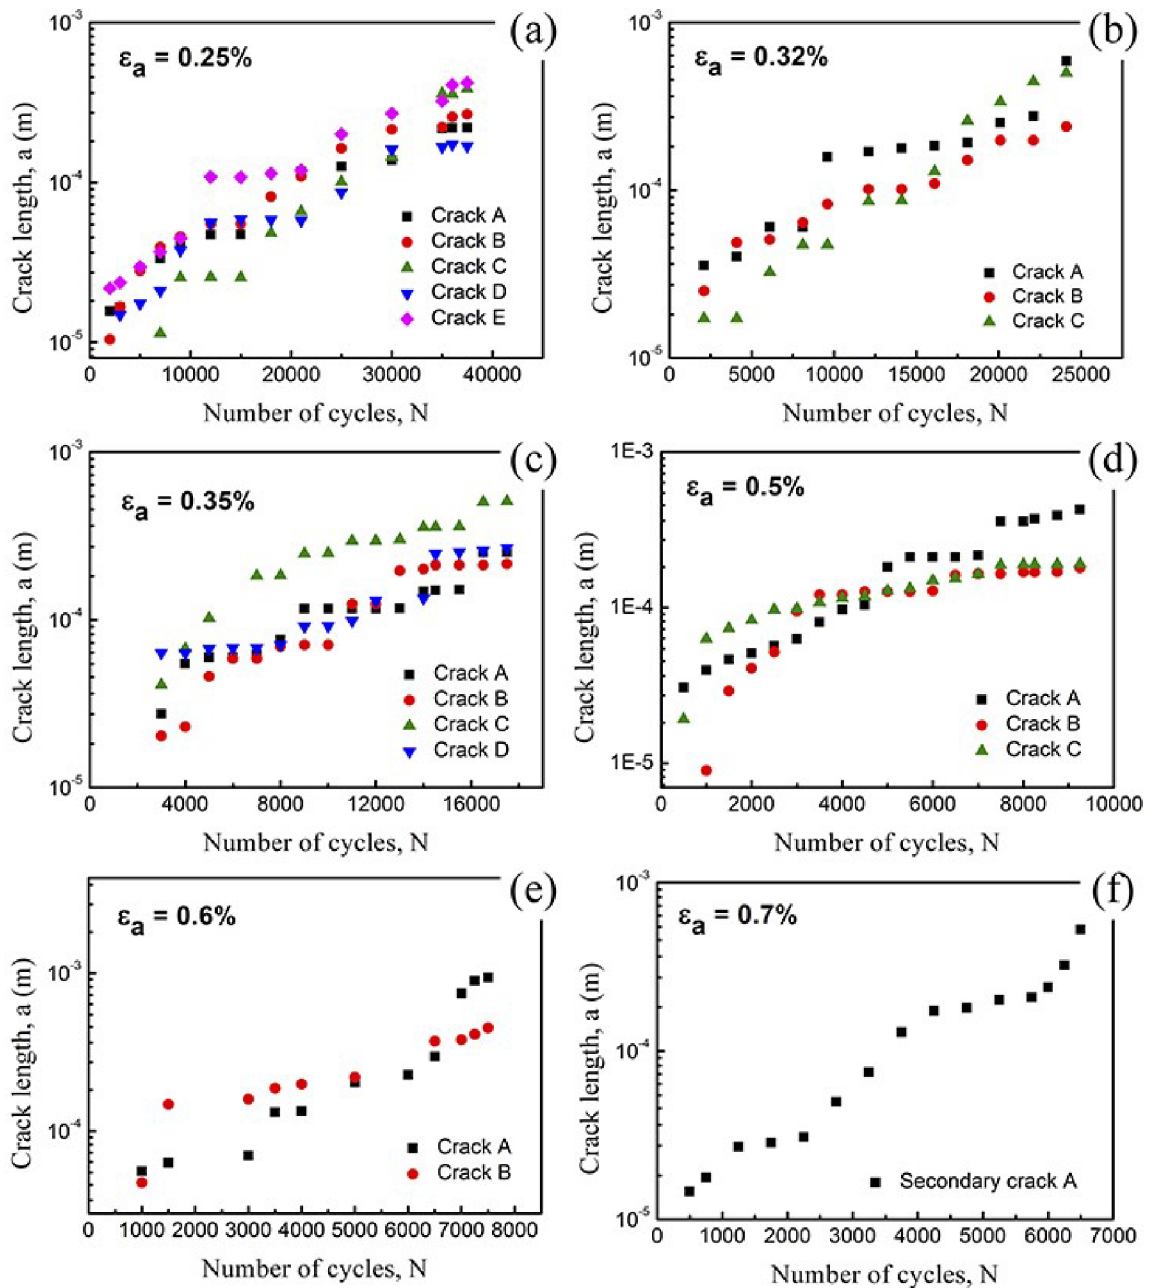 (a)
εa = 0.25%
10-3
10-4
10-5
Crack length, a (m)
Crack A
Crack B
Crack C
Crack D
Crack E
0 10000 20000 30000 40000
Number of cycles, N
(b)
εa = 0.32%
10-3
10-4
10-5
Crack length, a (m)
Crack A
Crack B
Crack C
0 5000 10000 15000 20000 25000
Number of cycles, N
(c)
εa = 0.35%
10-3
10-4
10-5
Crack length, a (m)
Crack A
Crack B
Crack C
Crack D
0 4000 8000 12000 16000
Number of cycles, N
(d)
εa = 0.5%
1E-3
1E-4
1E-5
Crack length, a (m)
Crack A
Crack B
Crack C
0 2000 4000 6000 8000 10000
Number of cycles, N
(e)
εa = 0.6%
10-3
10-4
Crack length, a (m)
Crack A
Crack B
0 1000 2000 3000 4000 5000 6000 7000 8000
Number of cycles, N
(f)
εa = 0.7%
10-3
10-4
10-5
Crack length, a (m)
Secondary crack A
0 1000 2000 3000 4000 5000 6000 7000
Number of cycles, N